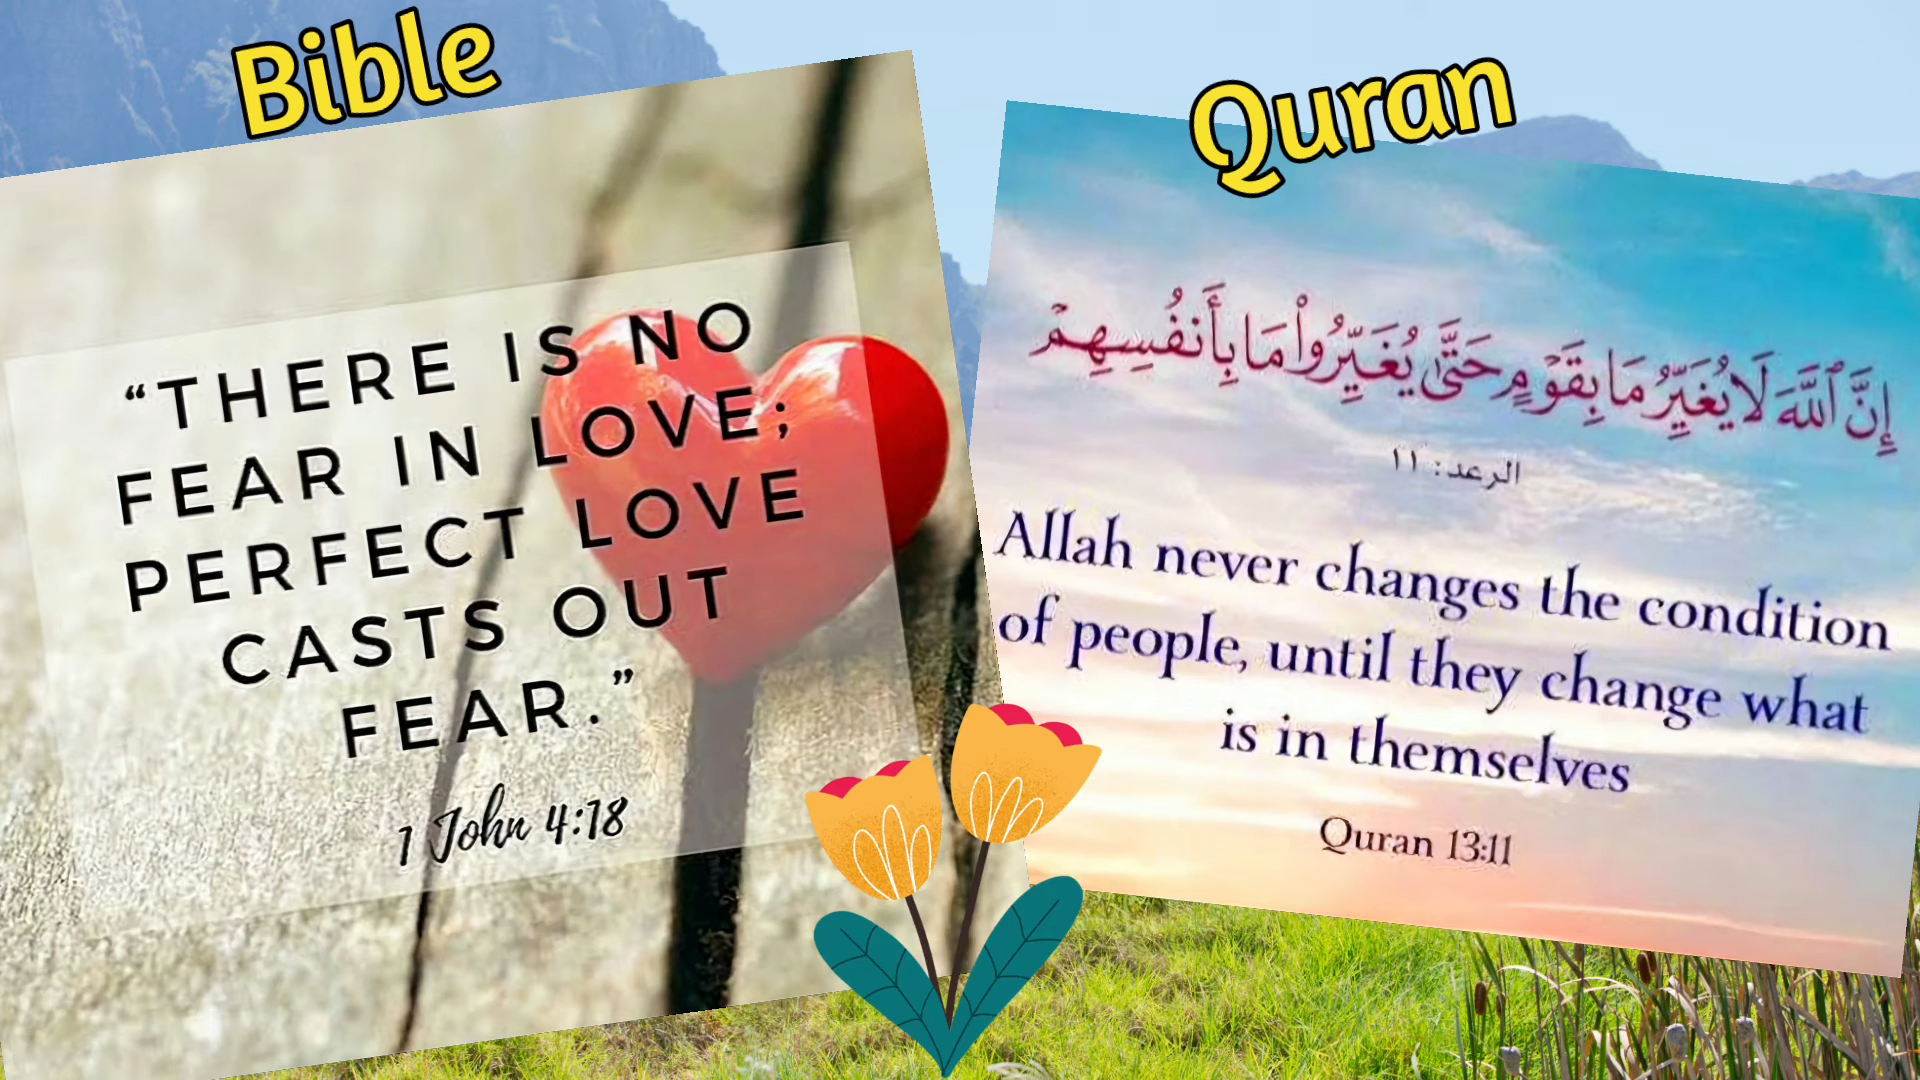 Bible
“THERE IS NO
FEAR IN LOVE;
PERFECT LOVE
CASTS OUT
FEAR.”
1 John 4:18
Quran
إِنَّ ٱللَّهَ لَا يُغَيِّرُ مَا بِقَوْمٍ حَتَّىٰ يُغَيِّرُوا۟ مَا بِأَنفُسِهِمْ
الرعد: ١١
Allah never changes the condition
of people, until they change what
is in themselves
Quran 13:11